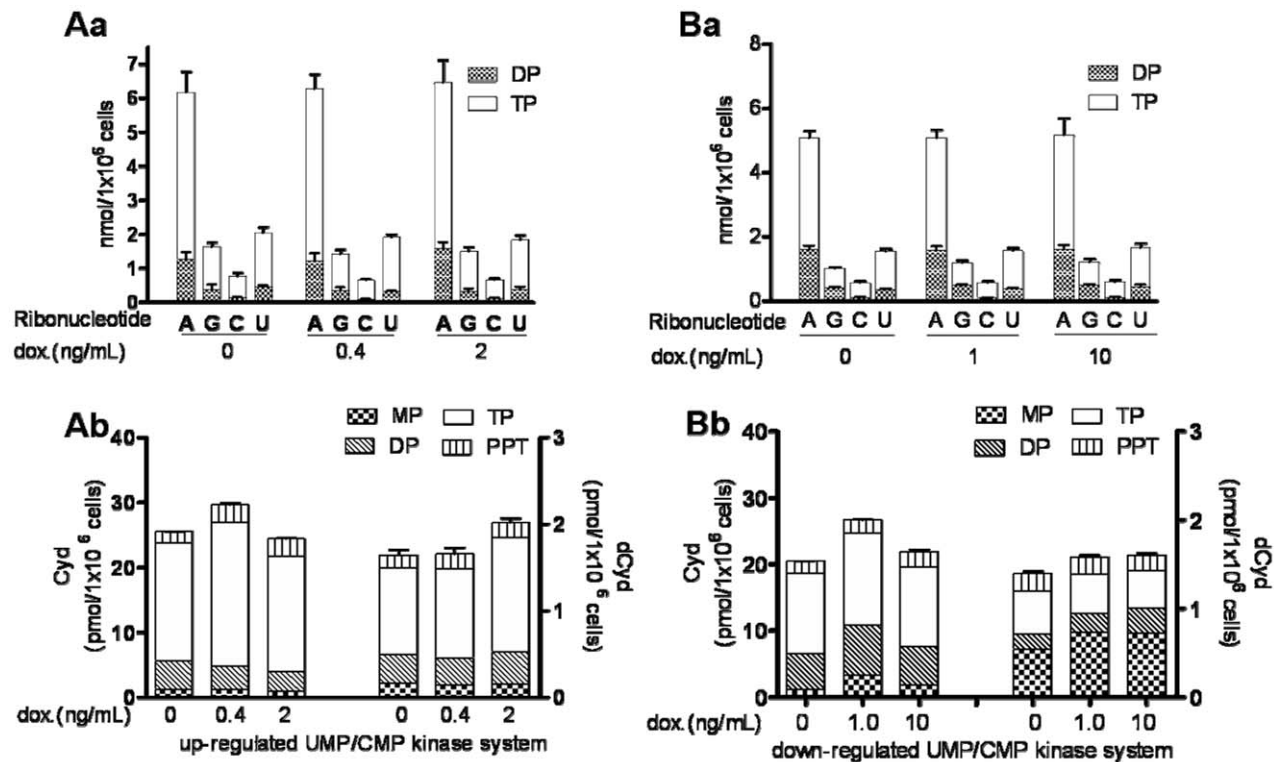 Aa
7
6
5
4
3
2
1
0
nmol/1x10⁶ cells
DP
TP
Ribonucleotide A G C U A G C U A G C U
dox.(ng/mL) 0 0.4 2
Ba
8
6
4
2
0
nmol/1x10⁶ cells
DP
TP
Ribonucleotide A G C U A G C U A G C U
dox.(ng/mL) 0 1 10
Ab
MP TP
DP PPT
40
30
20
10
0
Cyd
(pmol/1x10 ⁶ cells)
3
2
1
0
dCyd
(pmol/1x10 ⁶ cells)
dox.(ng/mL) 0 0.4 2 0 0.4 2
up-regulated UMP/CMP kinase system
Bb
MP TP
DP PPT
40
30
20
10
0
Cyd
(pmol/1x10⁶ cells)
3
2
1
0
dCyd
(pmol/1x10⁶ cells)
dox.(ng/mL) 0 1.0 10 0 1.0 10
down-regulated UMP/CMP kinase system